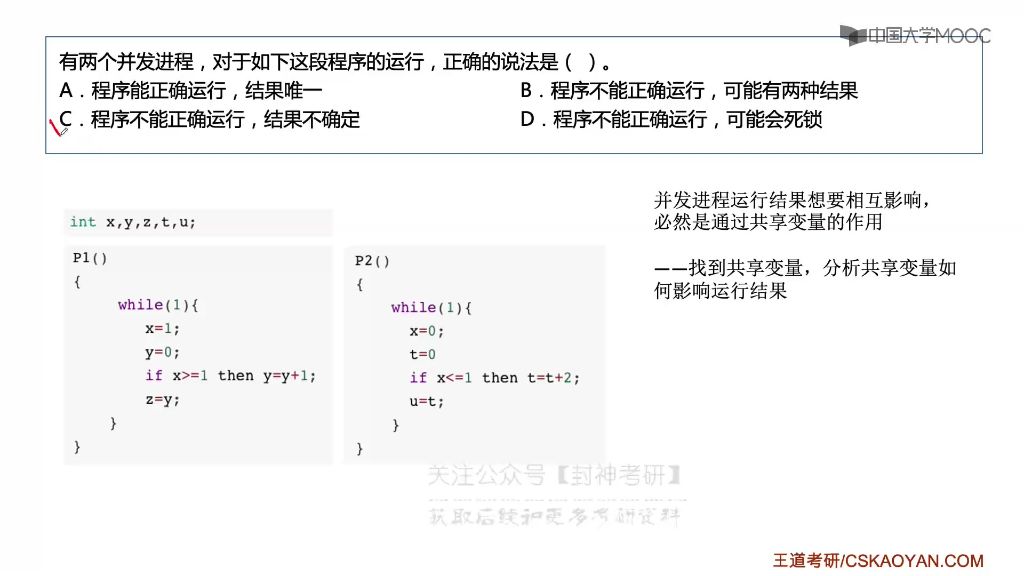 中国大学MOOC
有两个并发进程，对于如下这段程序的运行，正确的说法是（ ）。
A．程序能正确运行，结果唯一 B．程序不能正确运行，可能有两种结果
C．程序不能正确运行，结果不确定 D．程序不能正确运行，可能会死锁
int x,y,z,t,u;
P1()
{
while(1){
x=1;
y=0;
if x>=1 then y=y+1;
z=y;
}
}
P2()
{
while(1){
x=0;
t=0
if x<=1 then t=t+2;
u=t;
}
}
并发进程运行结果想要相互影响，
必然是通过共享变量的作用
——找到共享变量，分析共享变量如
何影响运行结果
关注公众号【封神考研】
获取后续和更多考研资料
王道考研/CSKAOYAN.COM